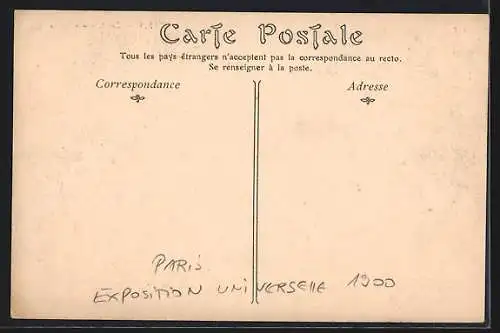 Carte Postale
Tous les pays étrangers n'acceptent pas la correspondance au recto.
Se renseigner à la poste.
Correspondance
Adresse
PARIS
EXPOSITION UNIVERSELLE 1900